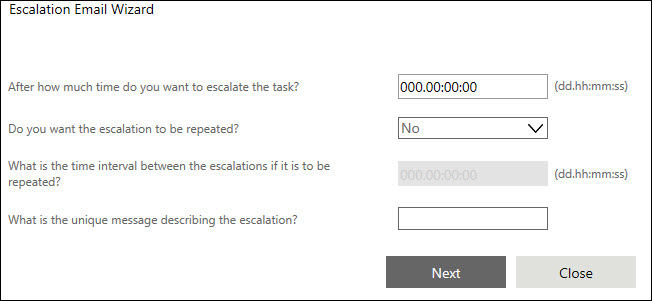 Escalation Email Wizard
After how much time do you want to escalate the task? 000.00:00:00 (dd.hh:mm:ss)
Do you want the escalation to be repeated? No
What is the time interval between the escalations if it is to be
repeated? 000.00:00:00 (dd.hh:mm:ss)
What is the unique message describing the escalation?
Next Close